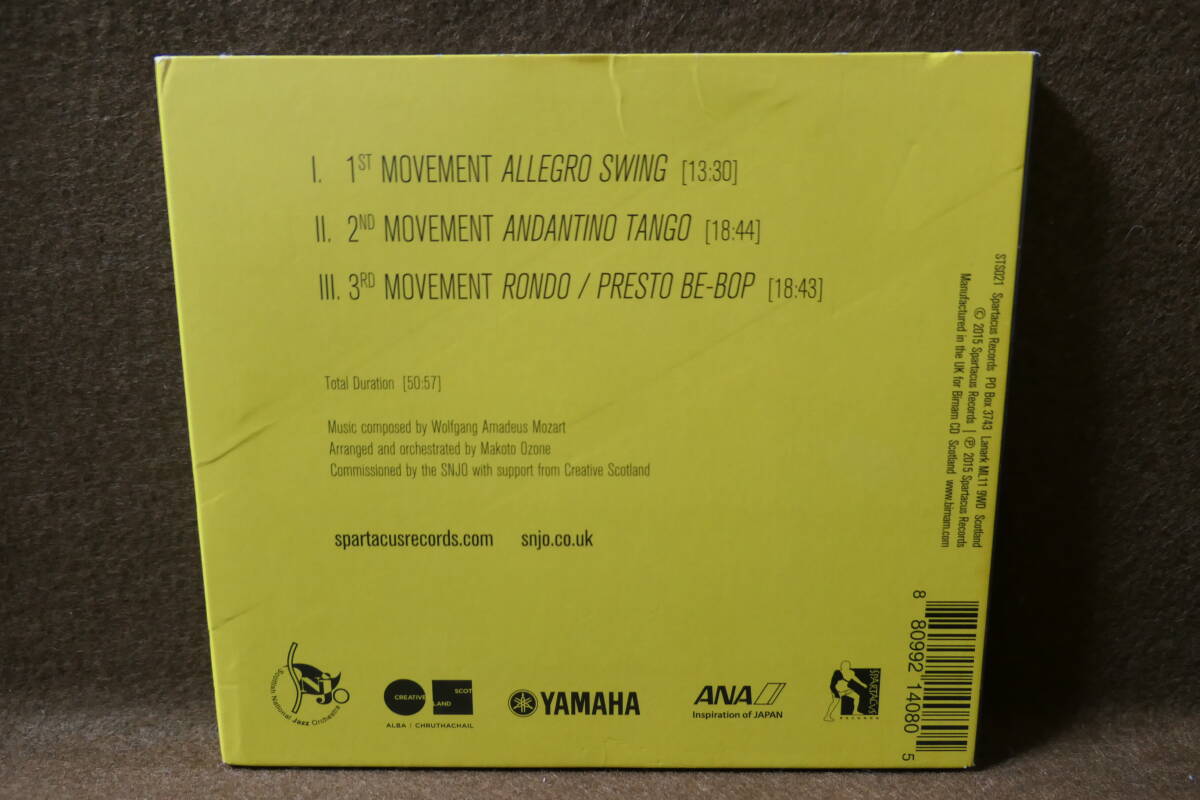 I. 1ST MOVEMENT ALLEGRO SWING [13:30]
II. 2ND MOVEMENT ANDANTINO TANGO [18:44]
III. 3RD MOVEMENT RONDO / PRESTO BE-BOP [18:43]
Total Duration [50:57]
Music composed by Wolfgang Amadeus Mozart
Arranged and orchestrated by Makoto Ozone
Commissioned by the SNJO with support from Creative Scotland
spartacusrecords.com snjo.co.uk
STS021 Spartacus Records PO Box 3743 Lanark ML11 9WD Scotland
© 2015 Spartacus Records | ℗ 2015 Spartacus Records
Manufactured in the UK for Birnam CD Scotland www.birnam.com
8 80992 14080 5
NJO
Scottish National Jazz Orchestra
CREATIVE SCOT
LAND
ALBA | CHRUTHACHAIL
YAMAHA
ANA
Inspiration of JAPAN
SPARTACUS
RECORDS